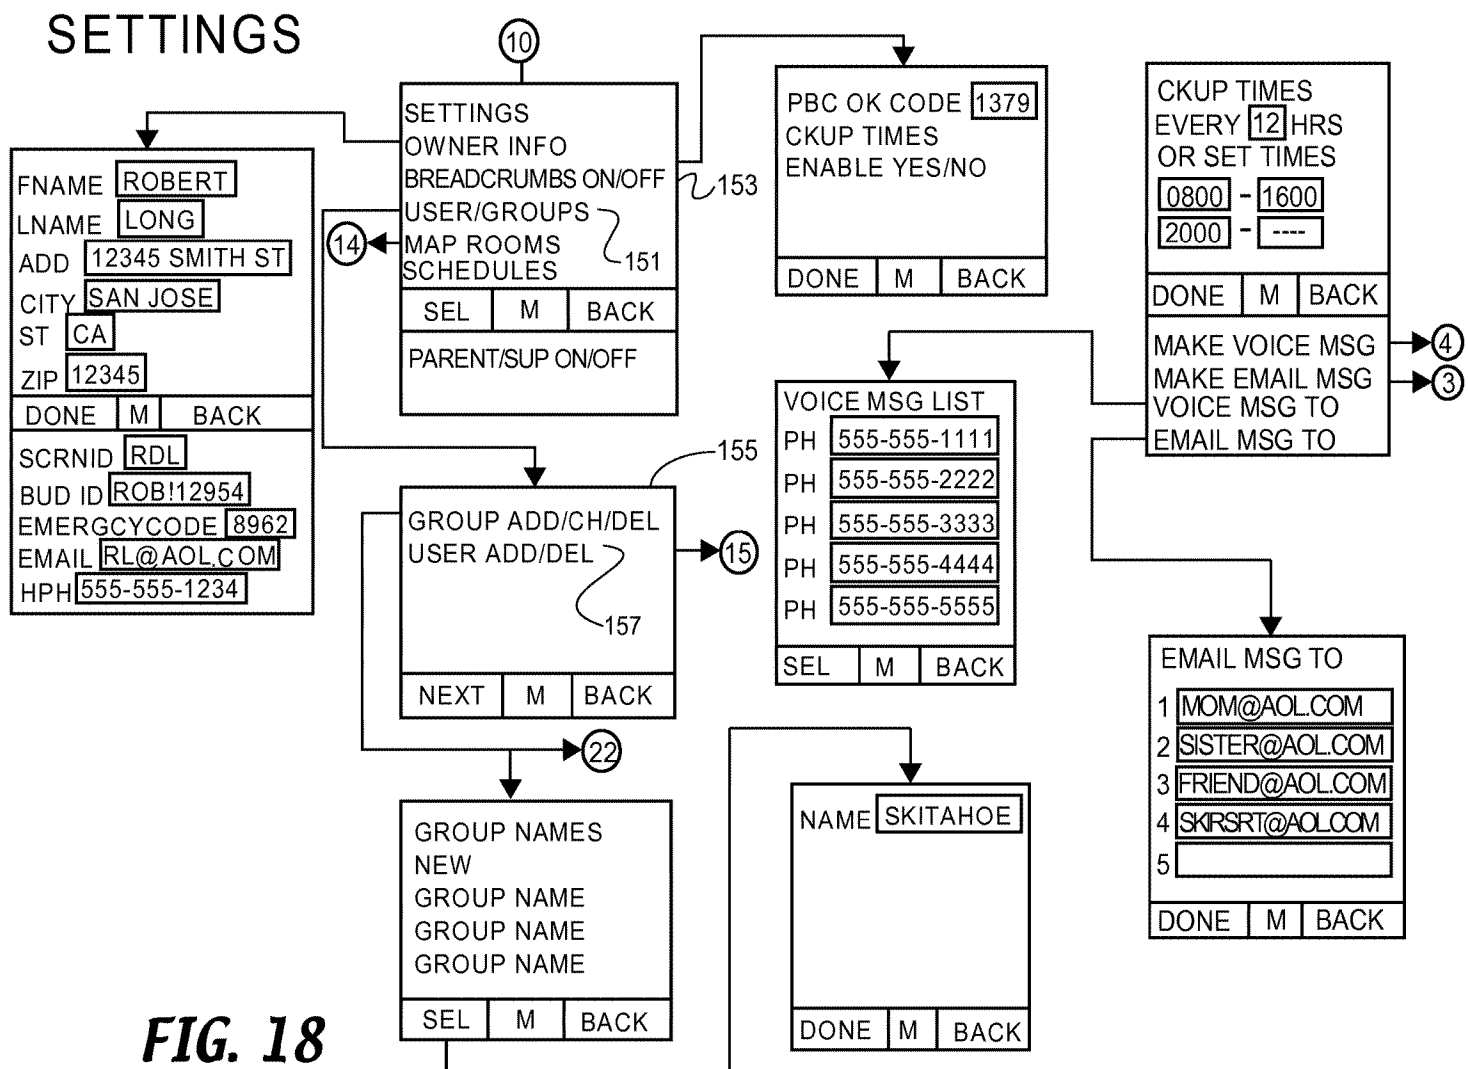 SETTINGS
10
SETTINGS
OWNER INFO
BREADCRUMBS ON/OFF
153
USER/GROUPS
14
MAP ROOMS
151
SCHEDULES
SEL M BACK
PARENT/SUP ON/OFF
FNAME ROBERT
LNAME LONG
ADD 12345 SMITH ST
CITY SAN JOSE
ST CA
ZIP 12345
DONE M BACK
SCRNID RDL
BUD ID ROB!12954
EMERGCYCODE 8962
EMAIL RL@AOL.COM
HPH 555-555-1234
PBC OK CODE 1379
CKUP TIMES
ENABLE YES/NO
DONE M BACK
CKUP TIMES
EVERY 12 HRS
OR SET TIMES
0800 - 1600
2000 - ----
DONE M BACK
MAKE VOICE MSG 4
MAKE EMAIL MSG 3
VOICE MSG TO
EMAIL MSG TO
VOICE MSG LIST
PH 555-555-1111
PH 555-555-2222
PH 555-555-3333
PH 555-555-4444
PH 555-555-5555
SEL M BACK
155
GROUP ADD/CH/DEL
USER ADD/DEL
15
157
NEXT M BACK
22
GROUP NAMES
NEW
GROUP NAME
GROUP NAME
GROUP NAME
SEL M BACK
NAME SKITAHOE
DONE M BACK
EMAIL MSG TO
1 MOM@AOL.COM
2 SISTER@AOL.COM
3 FRIEND@AOL.COM
4 SKIRSRT@AOL.COM
5
DONE M BACK
FIG. 18